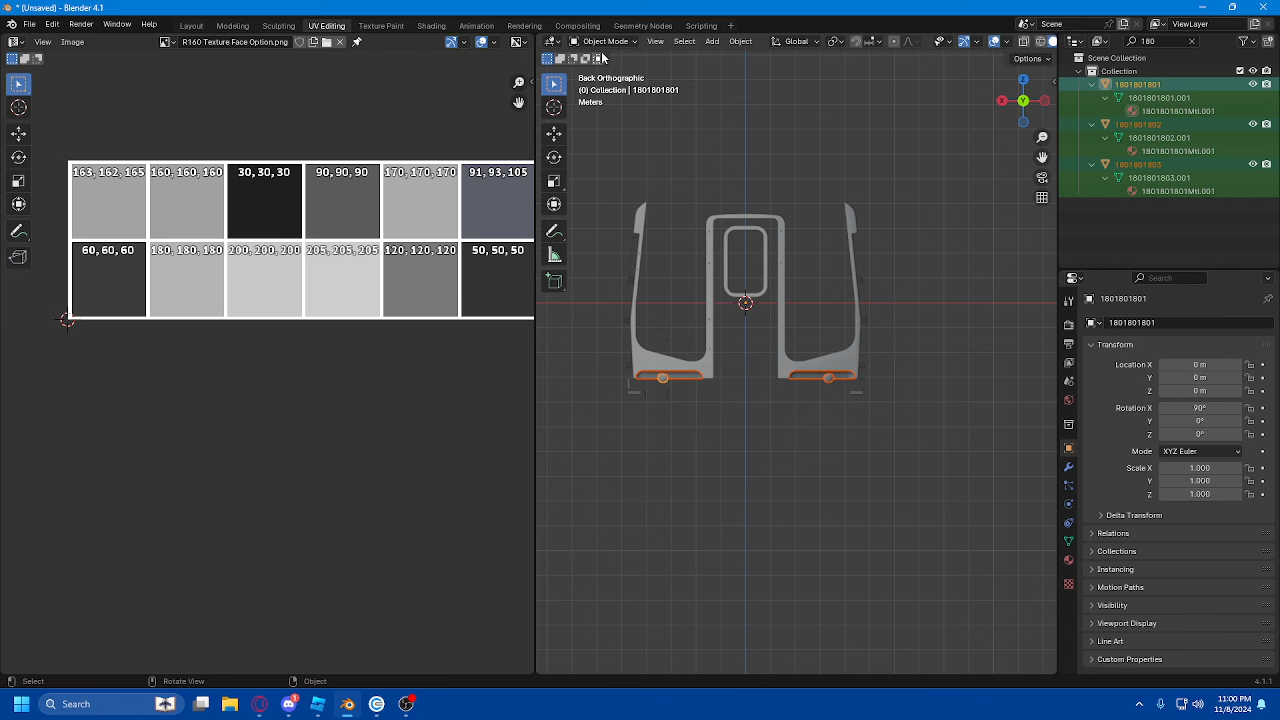 * (Unsaved) - Blender 4.1
File Edit Render Window Help Layout Modeling Sculpting UV Editing Texture Paint Shading Animation Rendering Compositing Geometry Nodes Scripting Scene ViewLayer
View Image R160 Texture Face Option.png Object Mode View Select Add Object Global 180
Options
Back Orthographic
(0) Collection | 1801801801
Meters
Scene Collection
Collection
1801801801
1801801801.001
1801801801Mtl.001
1801801802
1801801802.001
1801801801Mtl.001
1801801803
1801801803.001
1801801801Mtl.001
X Y Z
163, 162, 165 160, 160, 160 30, 30, 30 90, 90, 90 170, 170, 170 91, 93, 105
60, 60, 60 180, 180, 180 200, 200, 200 205, 205, 205 120, 120, 120 50, 50, 50
Search
1801801801
1801801801
Transform
Location X 0 m
Y 0 m
Z 0 m
Rotation X 90°
Y 0°
Z 0°
Mode XYZ Euler
Scale X 1.000
Y 1.000
Z 1.000
Delta Transform
Relations
Collections
Instancing
Motion Paths
Visibility
Viewport Display
Line Art
Custom Properties
Select Rotate View Object 4.1.1
Search 1 11:00 PM
11/8/2024